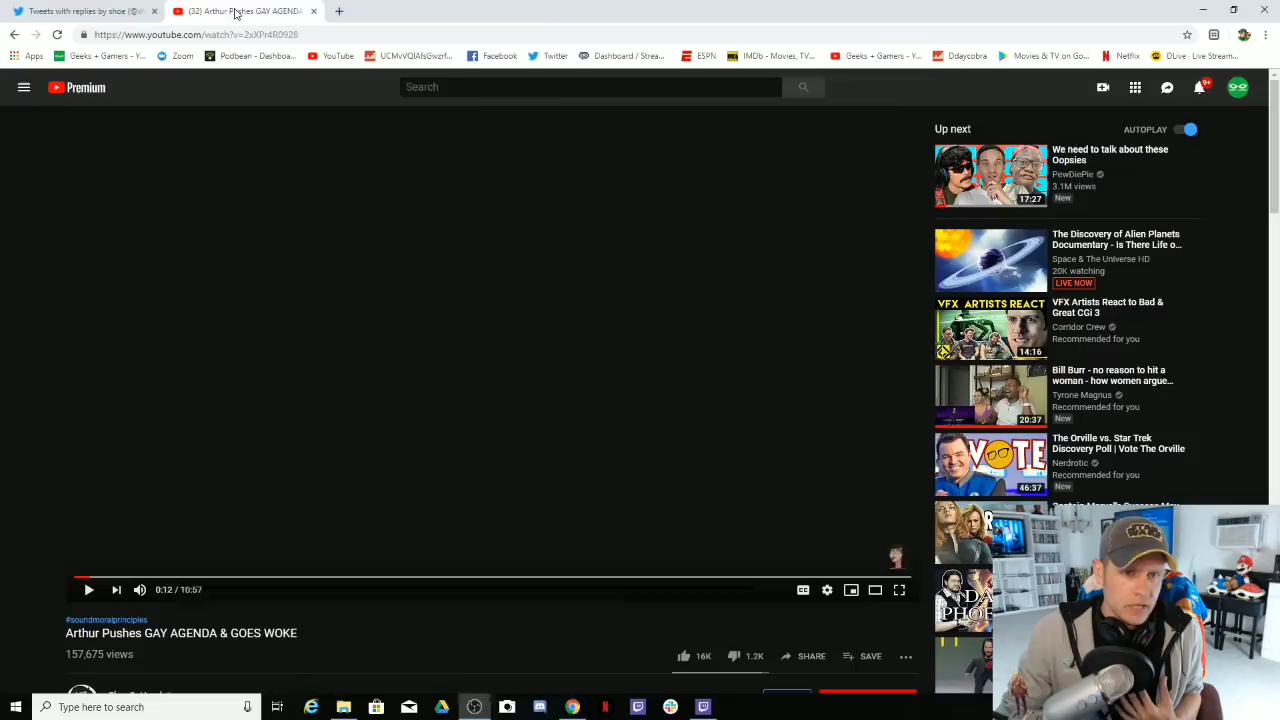 Tweets with replies by shoe (@sh
(32) Arthur Pushes GAY AGENDA
https://www.youtube.com/watch?v=2xXPr4R0928
Apps
Geeks + Gamers - Y...
Zoom
Podbean - Dashboa...
YouTube
UCMvVQIAfsGwzrf...
Facebook
Twitter
Dashboard / Strea...
ESPN
IMDb - Movies, TV...
Geeks + Gamers - Y...
Ddaycobra
Movies & TV on Go...
Netflix
DLive · Live Stream...
Premium
Search
9+
Up next
AUTOPLAY
We need to talk about these
Oopsies
PewDiePie
3.1M views
New
17:27
The Discovery of Alien Planets
Documentary - Is There Life o...
Space & The Universe HD
20K watching
LIVE NOW
VFX ARTISTS REACT
14:16
VFX Artists React to Bad &
Great CGi 3
Corridor Crew
Recommended for you
20:37
Bill Burr - no reason to hit a
woman - how women argue...
Tyrone Magnus
Recommended for you
New
VOTE
46:37
The Orville vs. Star Trek
Discovery Poll | Vote The Orville
Nerdrotic
Recommended for you
New
0:12 / 10:57
#soundmoralprinciples
Arthur Pushes GAY AGENDA & GOES WOKE
157,675 views
16K
1.2K
SHARE
SAVE
Type here to search